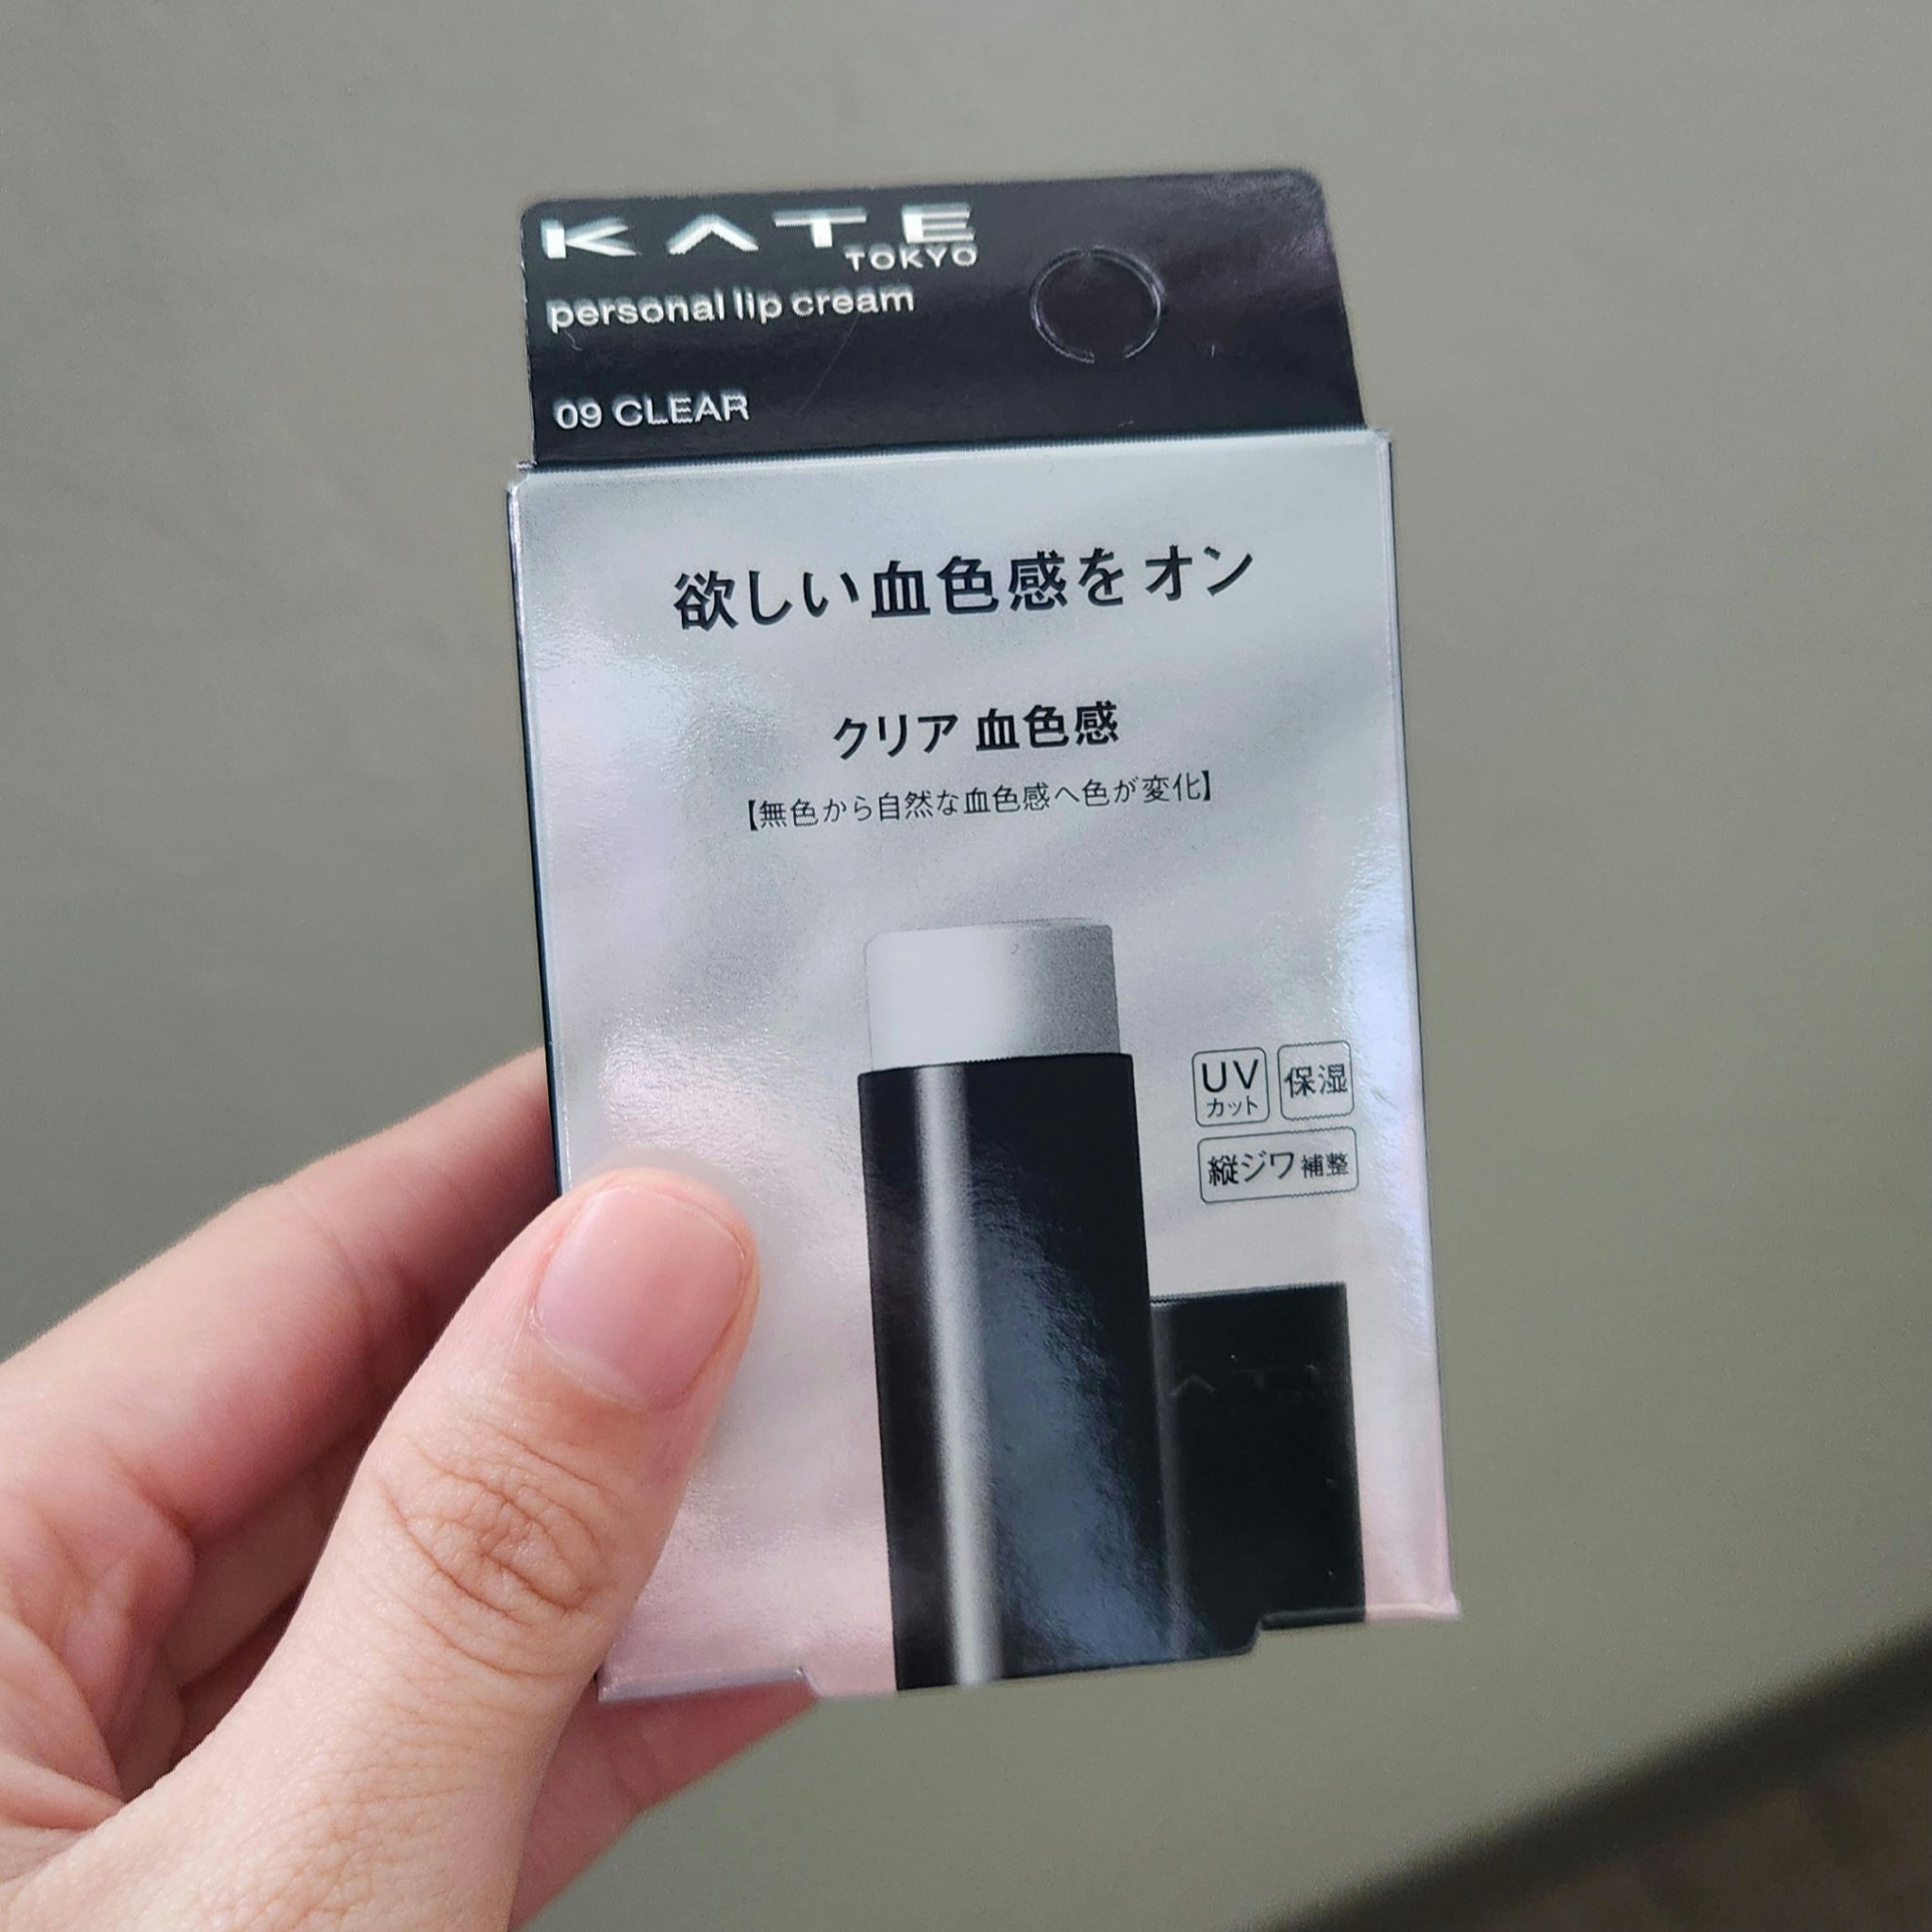 KATE
TOKYO
personal lip cream
09 CLEAR
欲しい血色感をオン
クリア 血色感
【無色から自然な血色感へ色が変化】
UV
カット
保湿
縦ジワ補整